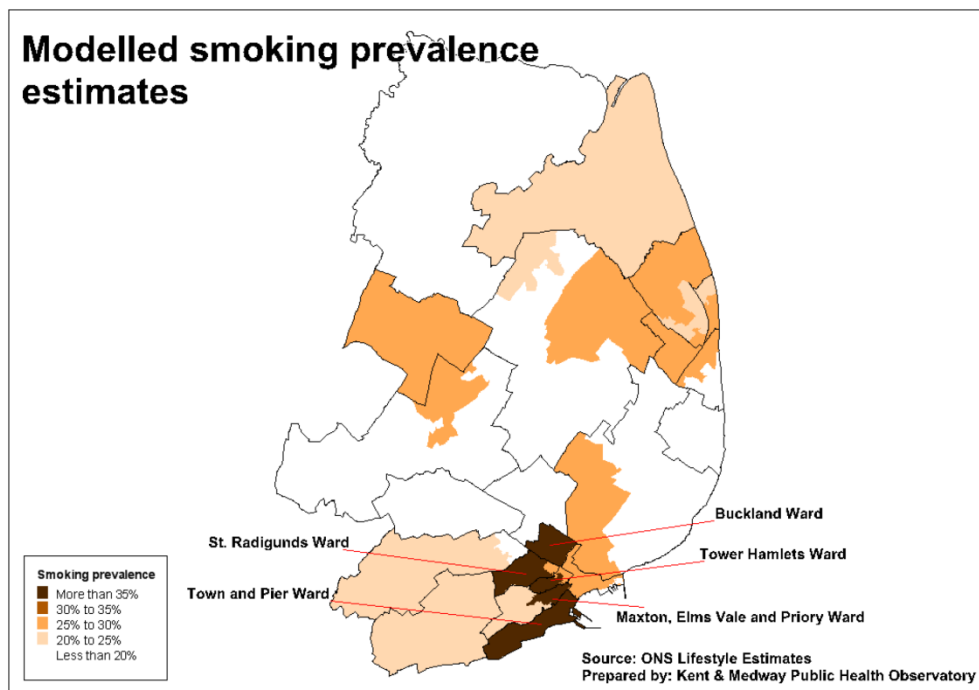 Modelled smoking prevalence
estimates
Buckland Ward
St. Radigunds Ward
Tower Hamlets Ward
Town and Pier Ward
Maxton, Elms Vale and Priory Ward
Smoking prevalence
More than 35%
30% to 35%
25% to 30%
20% to 25%
Less than 20%
Source: ONS Lifestyle Estimates
Prepared by: Kent & Medway Public Health Observatory